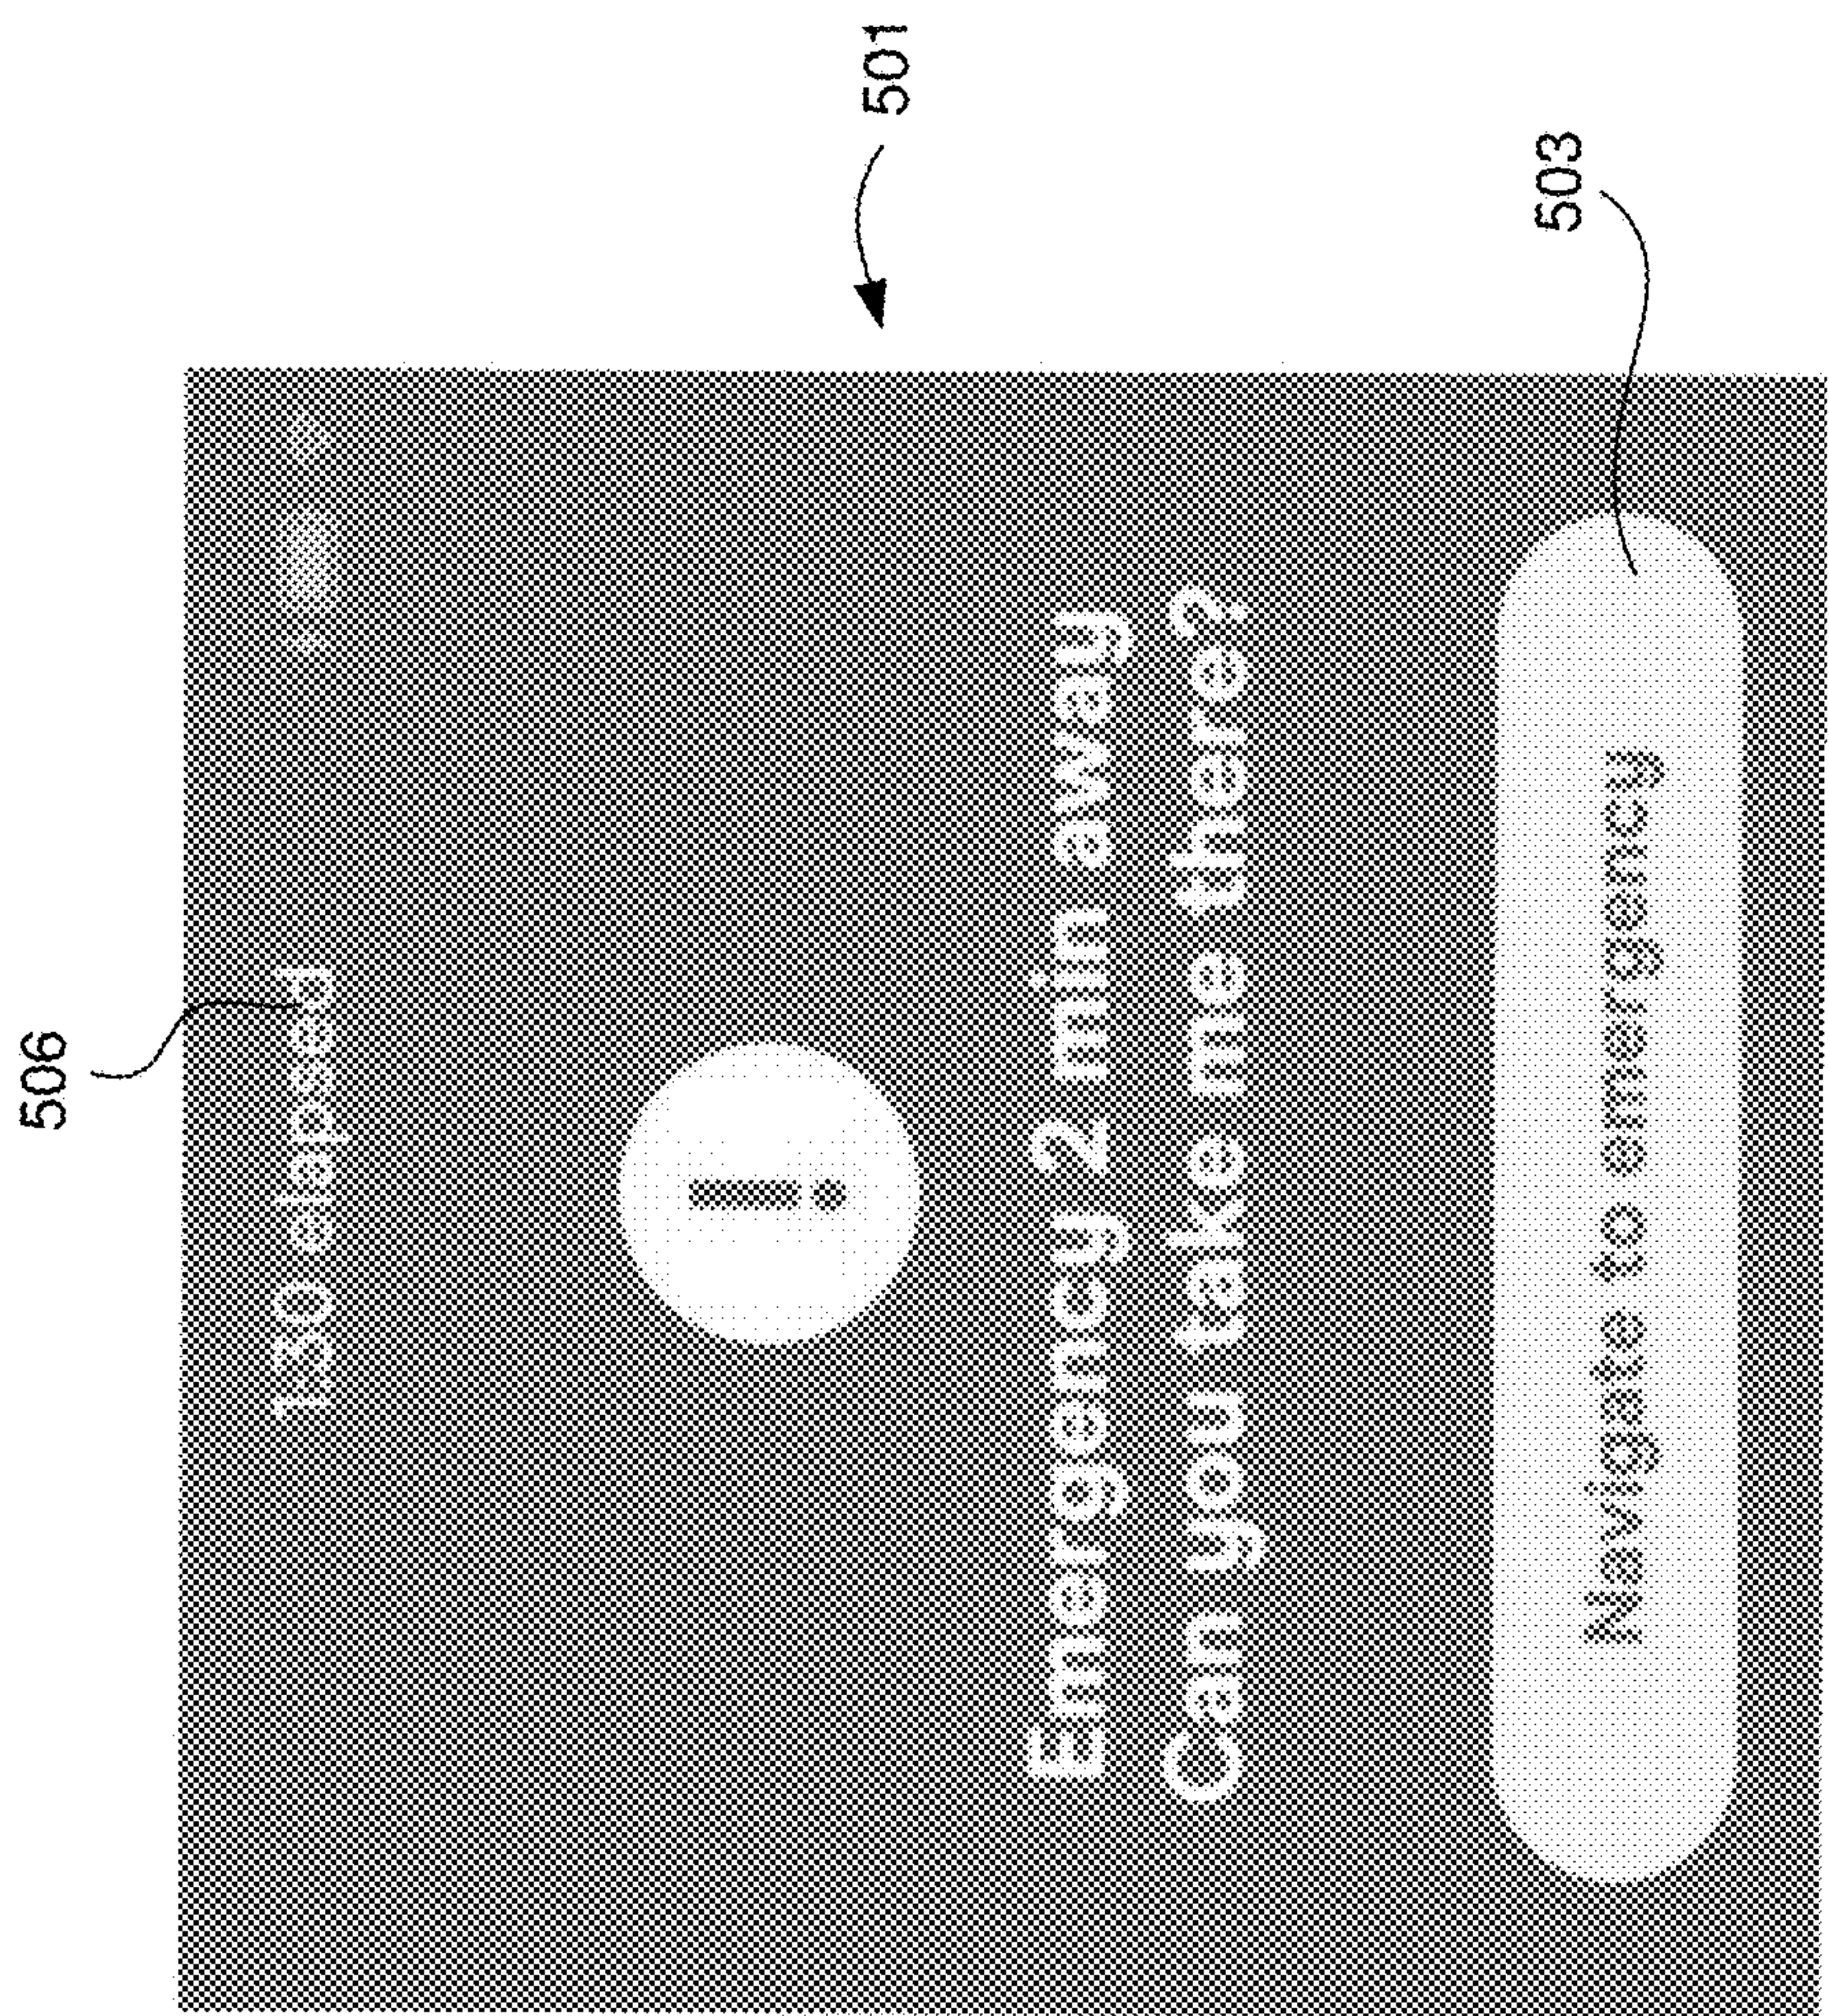 506
1:30 elapsed
501
!
Emergency 2 min away
Can you take me there?
503
Navigate to emergency